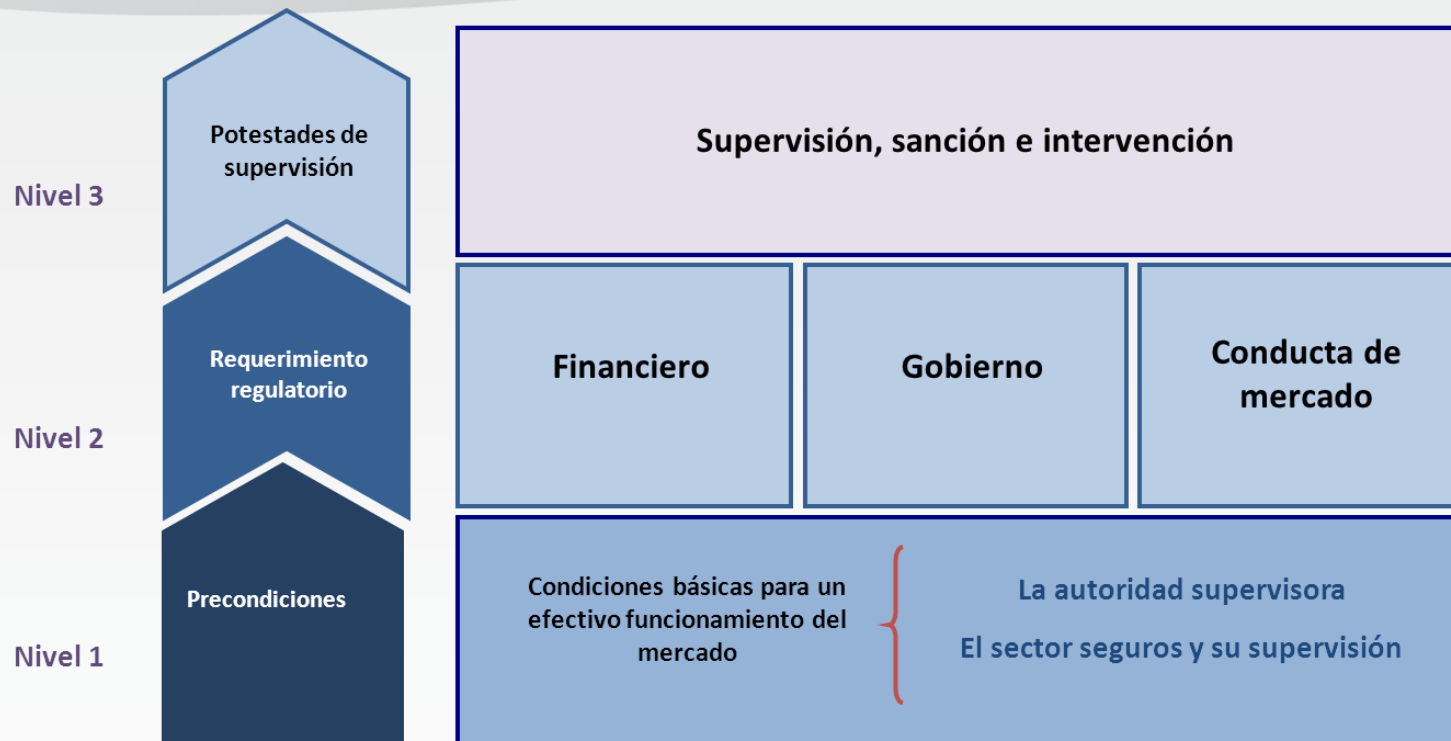 Nivel 3
Potestades de
supervisión
Supervisión, sanción e intervención
Nivel 2
Requerimiento
regulatorio
Financiero
Gobierno
Conducta de
mercado
Nivel 1
Precondiciones
Condiciones básicas para un
efectivo funcionamiento del
mercado
La autoridad supervisora
El sector seguros y su supervisión